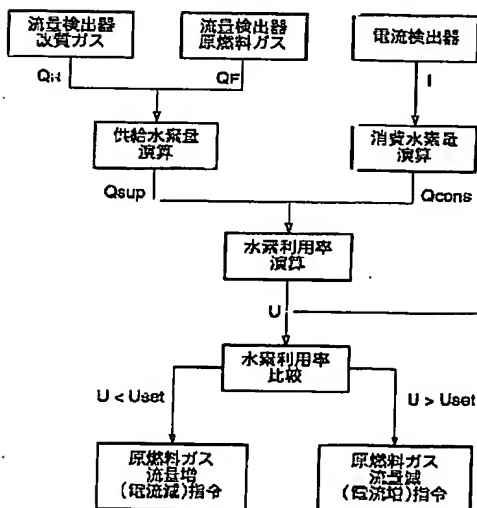 流量検出器
改質ガス
流量検出器
原燃料ガス
電流検出器
QH
QF
I
供給水素量
演算
消費水素量
演算
Qsup
Qcons
水素利用率
演算
U
水素利用率
比較
U < Uset
U > Uset
原燃料ガス
流量増
(電流減)指令
原燃料ガス
流量減
(電流増)指令